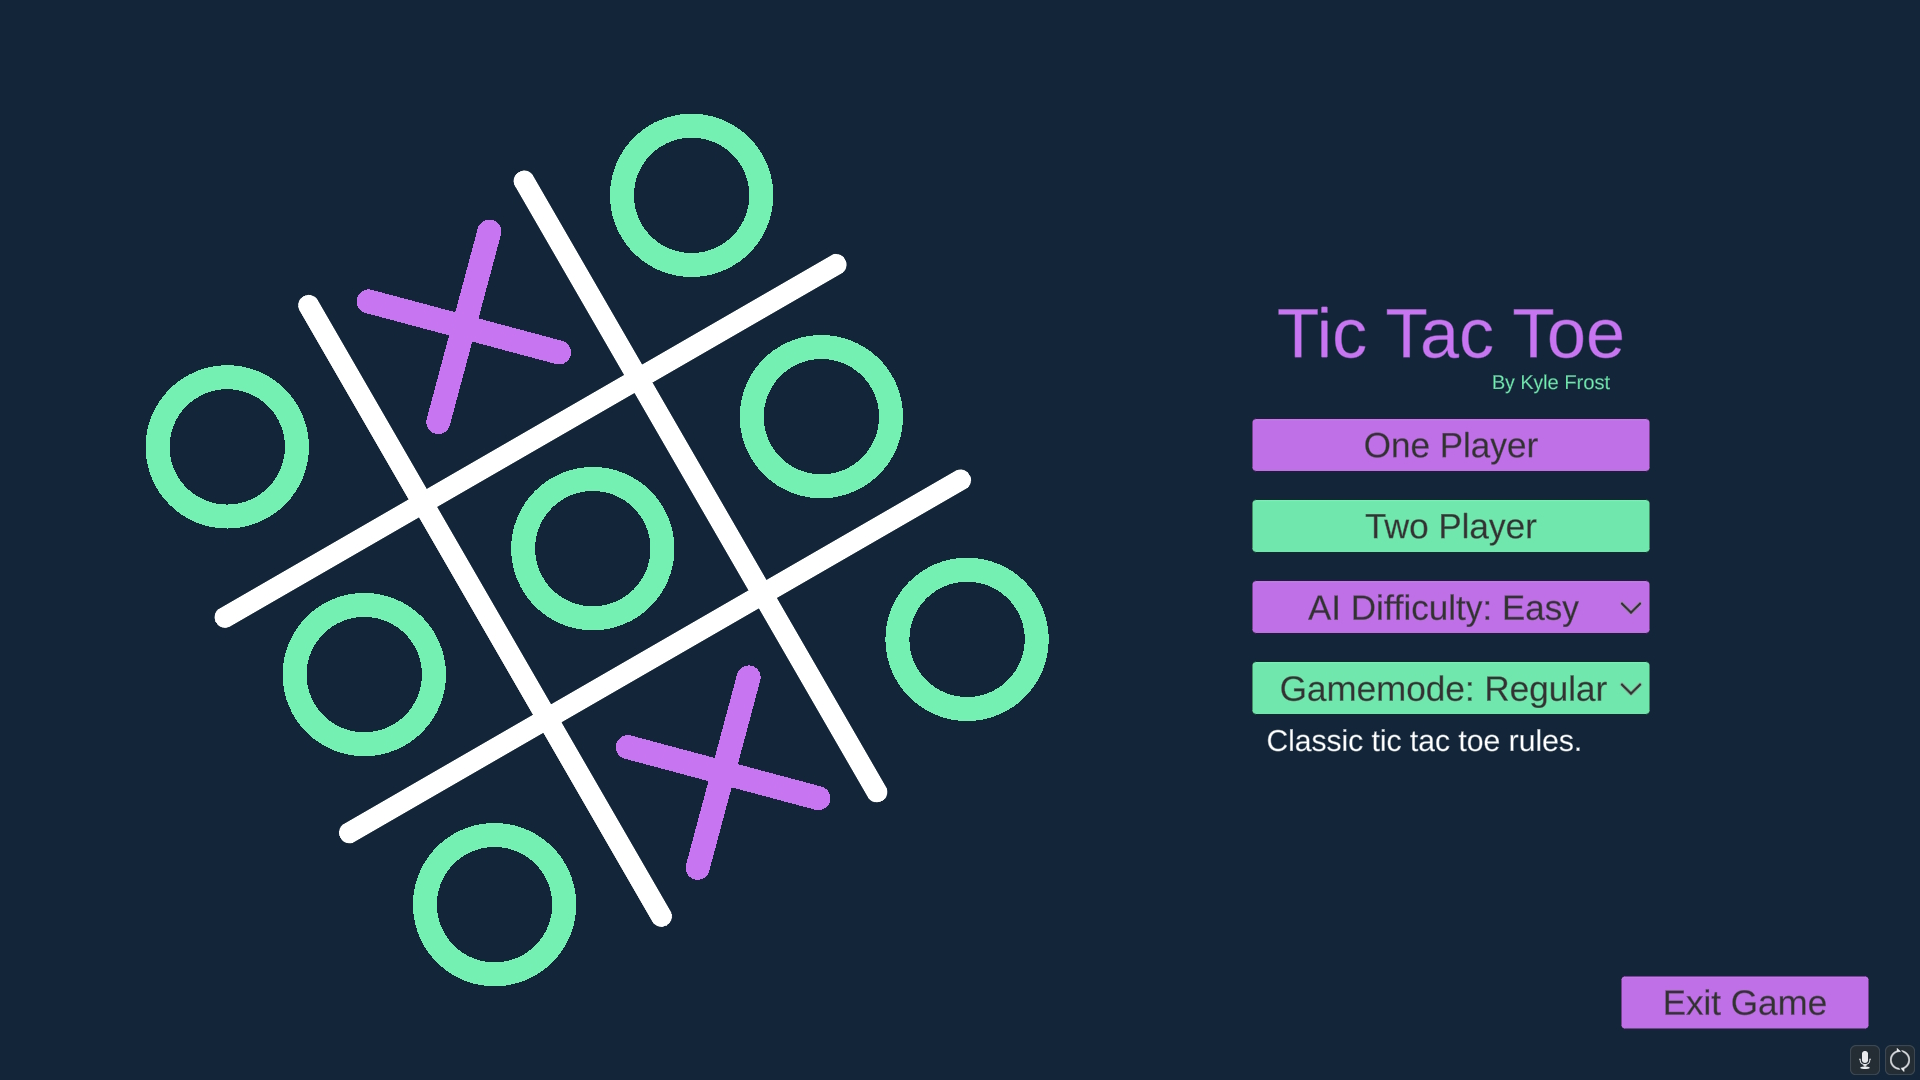 Tic Tac Toe
By Kyle Frost
One Player
Two Player
AI Difficulty: Easy
Gamemode: Regular
Classic tic tac toe rules.
Exit Game